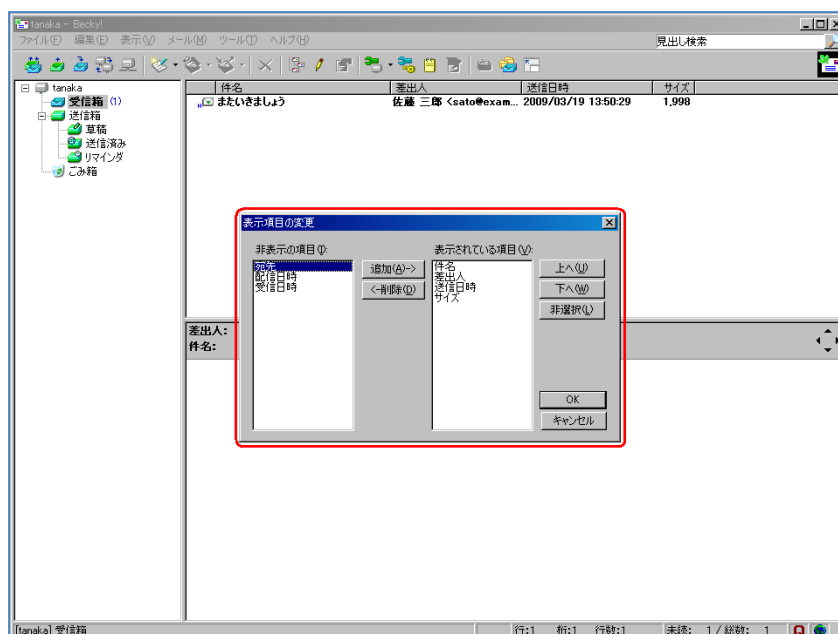 tanaka - Becky!
ファイル(F) 編集(E) 表示(V) メール(M) ツール(T) ヘルプ(H)
見出し検索
tanaka
受信箱 (1)
送信箱
草稿
送信済み
リマインダ
ごみ箱
件名 差出人 送信日時 サイズ
またいきましょう 佐藤 三郎 <sato@exam... 2009/03/19 13:50:29 1,998
表示項目の変更
非表示の項目(I):
宛先
配信日時
受信日時
追加(A)->
<-削除(D)
表示されている項目(V):
件名
差出人
送信日時
サイズ
上へ(U)
下へ(W)
非選択(L)
OK
キャンセル
差出人:
件名:
[tanaka] 受信箱
行:1 桁:1 行数:1
未読: 1/総数: 1